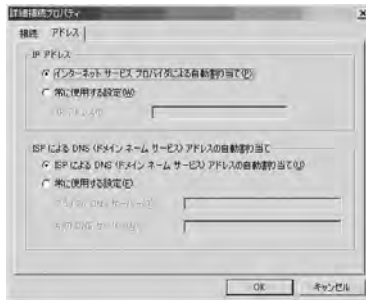 詳細接続プロパティ
接続 アドレス
IP アドレス
インターネット サービス プロバイダによる自動割り当て(P)
常に使用する設定(W)
ISP による DNS (ドメイン ネーム サービス) アドレスの自動割り当て
ISP による DNS (ドメイン ネーム サービス) アドレスの自動割り当て(U)
常に使用する設定(E)
OK キャンセル